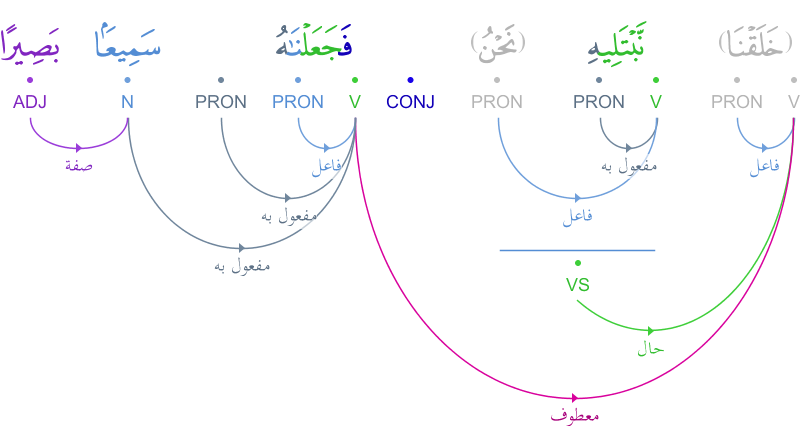 (خَلَقْنَا) نَّبْتَلِيهِ (نَحْنُ) فَجَعَلْنَٰهُ سَمِيعًۢا بَصِيرًا
V PRON V PRON PRON CONJ V PRON PRON N ADJ
فاعل مفعول به فاعل صفة
فاعل مفعول به
مفعول به
VS
حال
معطوف